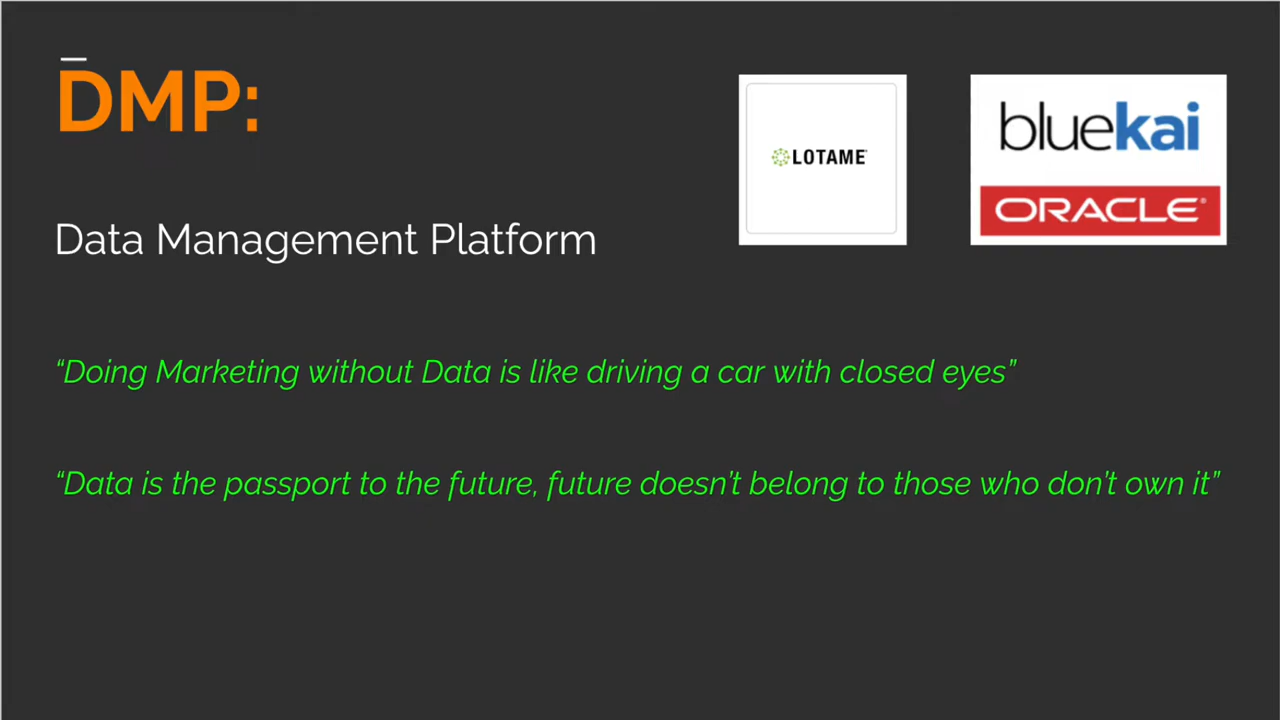 DMP:
LOTAME
bluekai
ORACLE®
Data Management Platform
“Doing Marketing without Data is like driving a car with closed eyes”
“Data is the passport to the future, future doesn’t belong to those who don’t own it”